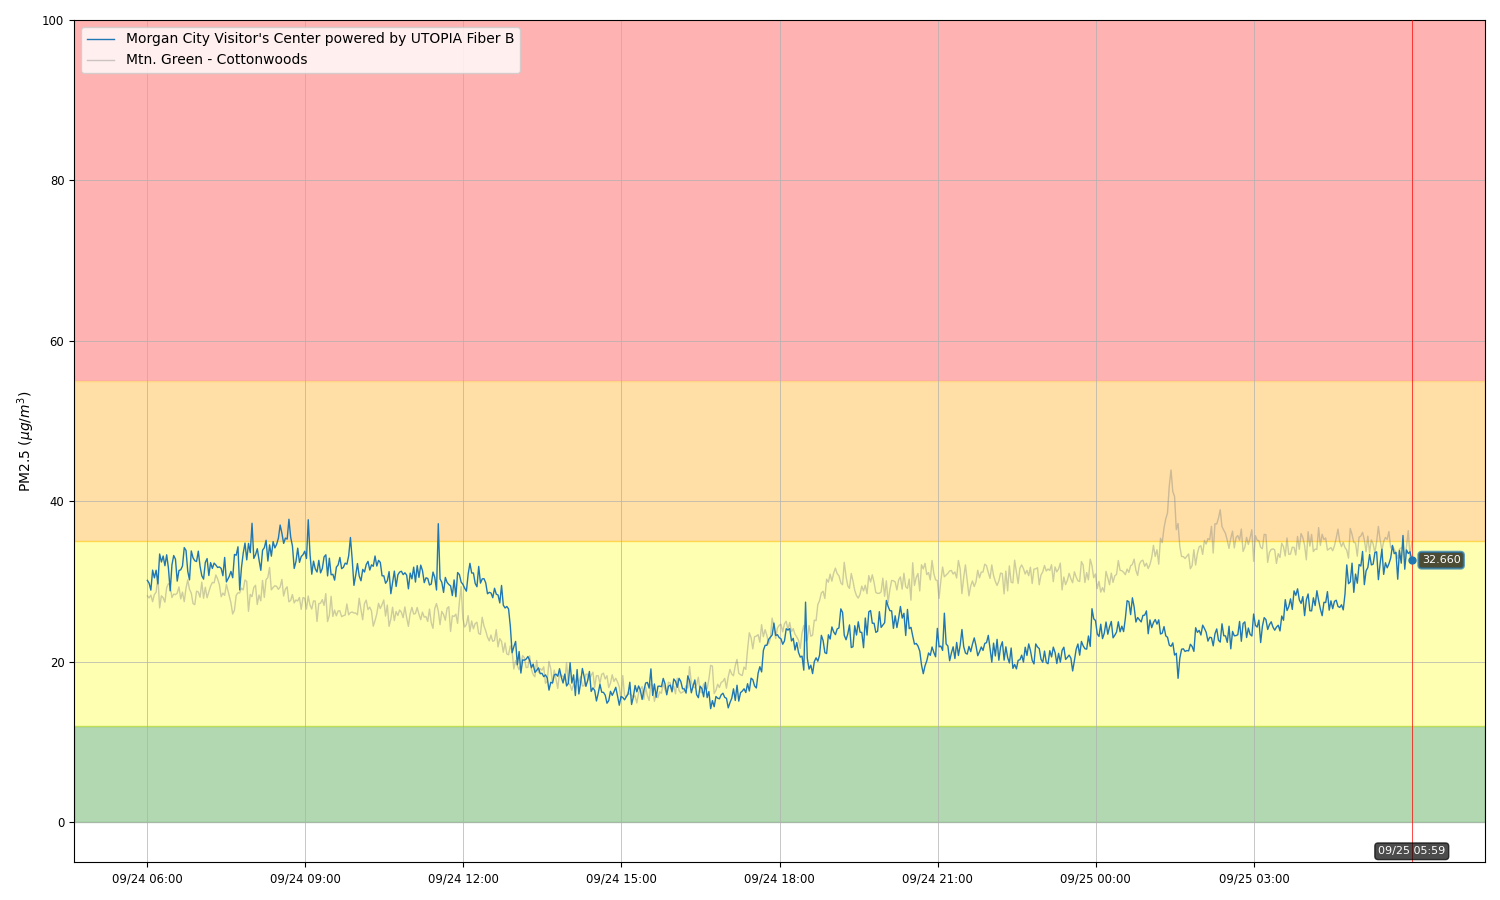 100
Morgan City Visitor's Center powered by UTOPIA Fiber B
Mtn. Green - Cottonwoods
80
60
PM2.5 (µg/m³)
40
32.660
20
0
09/25 05:59
09/24 06:00 09/24 09:00 09/24 12:00 09/24 15:00 09/24 18:00 09/24 21:00 09/25 00:00 09/25 03:00